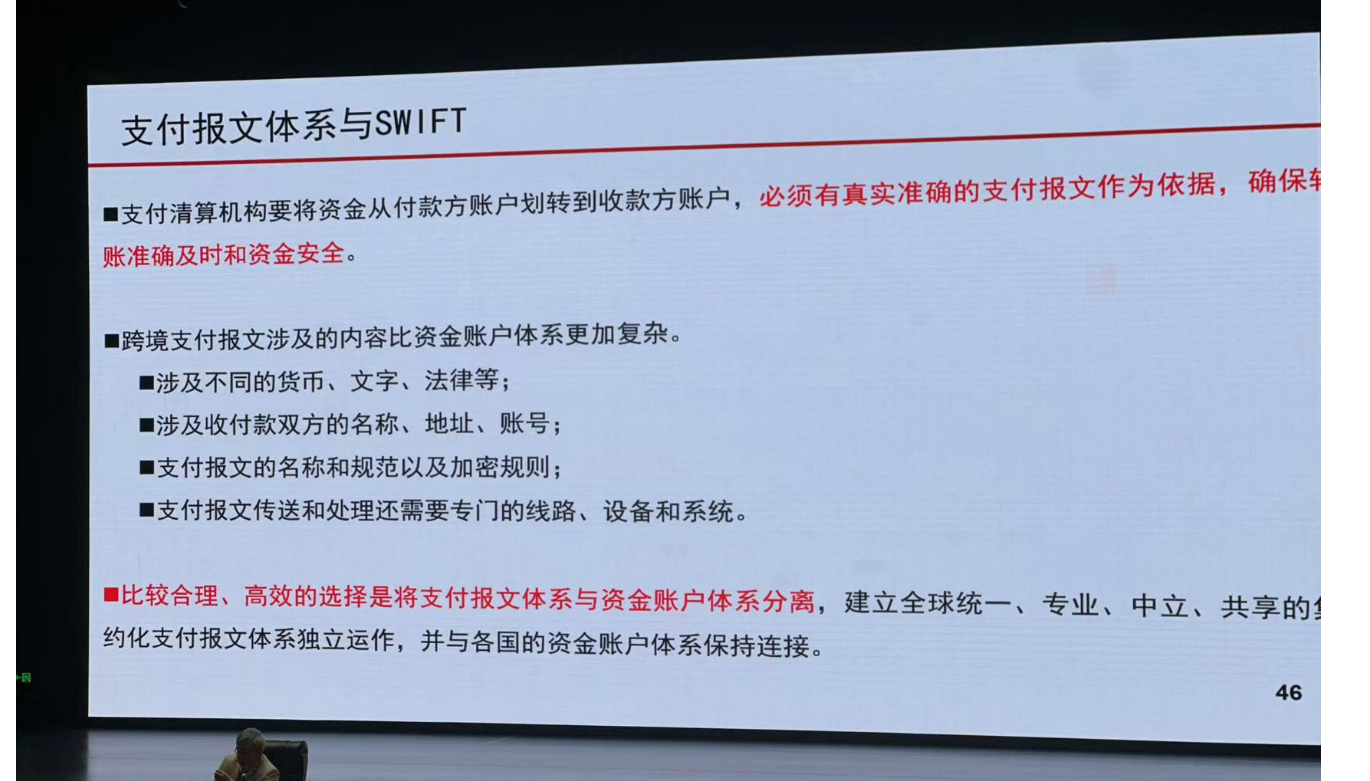 支付报文体系与SWIFT
■支付清算机构要将资金从付款方账户划转到收款方账户，必须有真实准确的支付报文作为依据，确保
账准确及时和资金安全。
■跨境支付报文涉及的内容比资金账户体系更加复杂。
■涉及不同的货币、文字、法律等；
■涉及收付款双方的名称、地址、账号；
■支付报文的名称和规范以及加密规则；
■支付报文传送和处理还需要专门的线路、设备和系统。
■比较合理、高效的选择是将支付报文体系与资金账户体系分离，建立全球统一、专业、中立、共享的
约化支付报文体系独立运作，并与各国的资金账户体系保持连接。
46